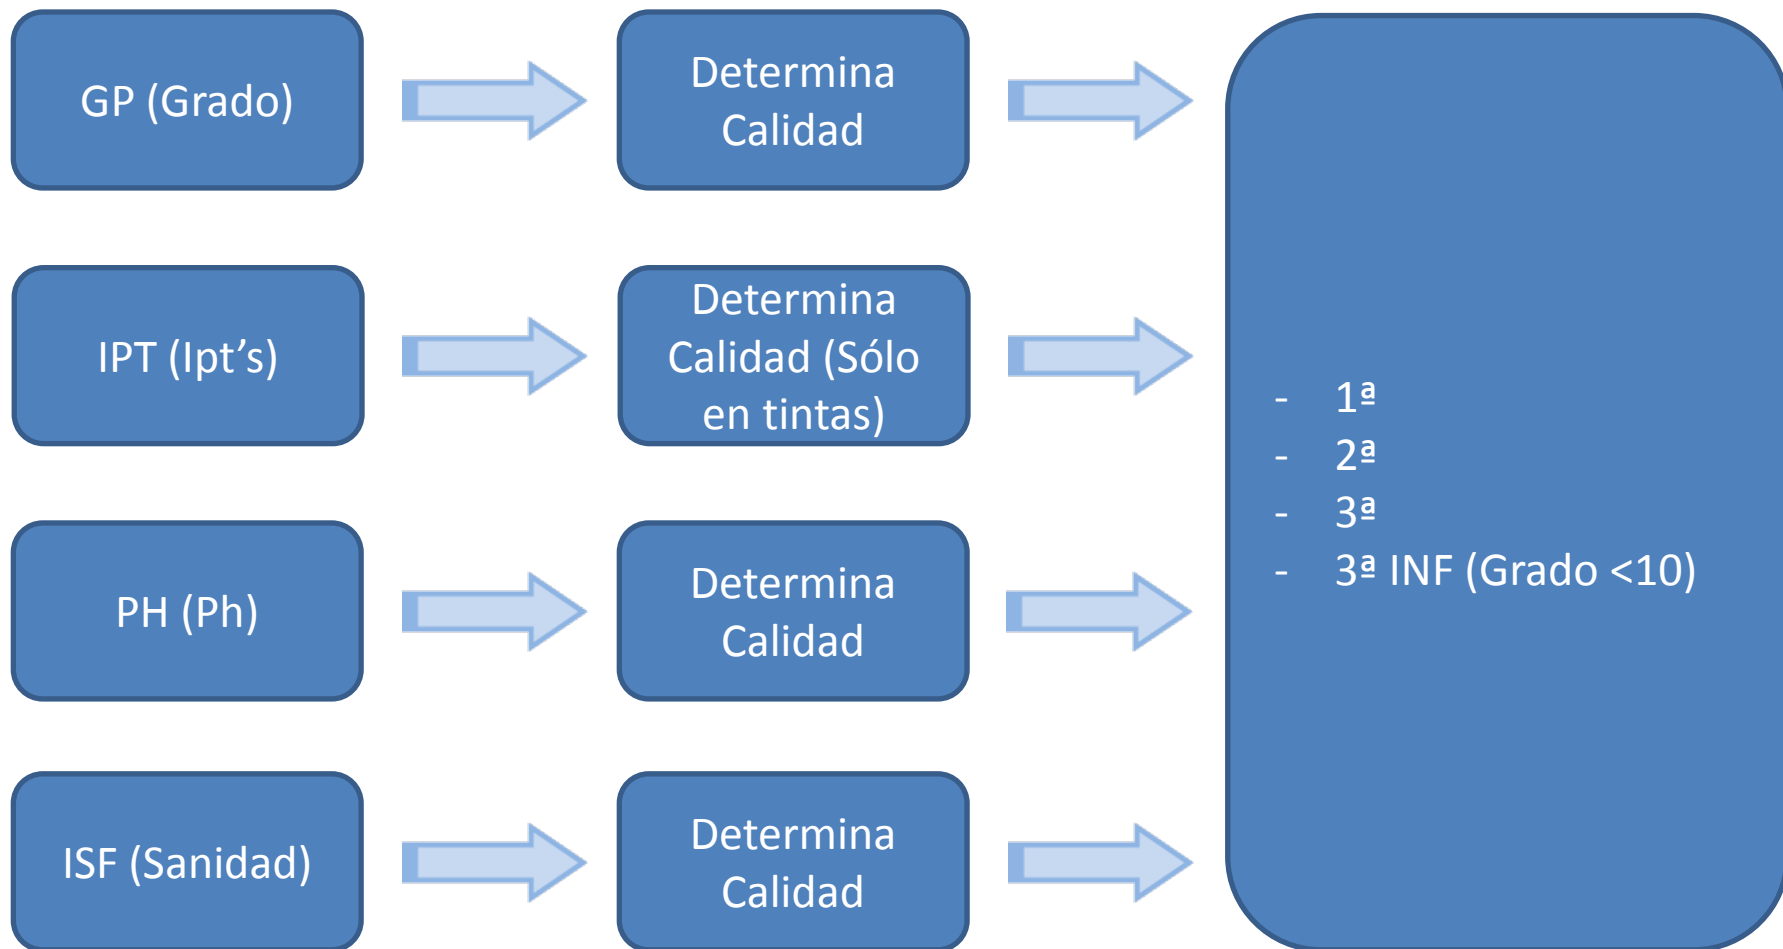 GP (Grado)
Determina
Calidad
IPT (Ipt’s)
Determina
Calidad (Sólo
en tintas)
PH (Ph)
Determina
Calidad
ISF (Sanidad)
Determina
Calidad
- 1ª
- 2ª
- 3ª
- 3ª INF (Grado <10)